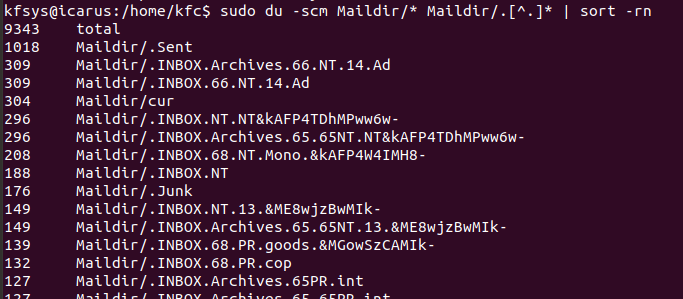 kfsys@icarus:/home/kfc$ sudo du -scm Maildir/* Maildir/.[^.]* | sort -rn
9343 total
1018 Maildir/.Sent
309 Maildir/.INBOX.Archives.66.NT.14.Ad
309 Maildir/.INBOX.66.NT.14.Ad
304 Maildir/cur
296 Maildir/.INBOX.NT.NT&kAFP4TDhMPww6w-
296 Maildir/.INBOX.Archives.65.65NT.NT&kAFP4TDhMPww6w-
208 Maildir/.INBOX.68.NT.Mono.&kAFP4W4IMH8-
188 Maildir/.INBOX.NT
176 Maildir/.Junk
149 Maildir/.INBOX.NT.13.&ME8wjzBwMIk-
149 Maildir/.INBOX.Archives.65.65NT.13.&ME8wjzBwMIk-
139 Maildir/.INBOX.68.PR.goods.&MGowSzCAMIk-
132 Maildir/.INBOX.68.PR.cop
127 Maildir/.INBOX.Archives.65PR.int
127 Maildir/.INBOX.Archives.65.65PR.int